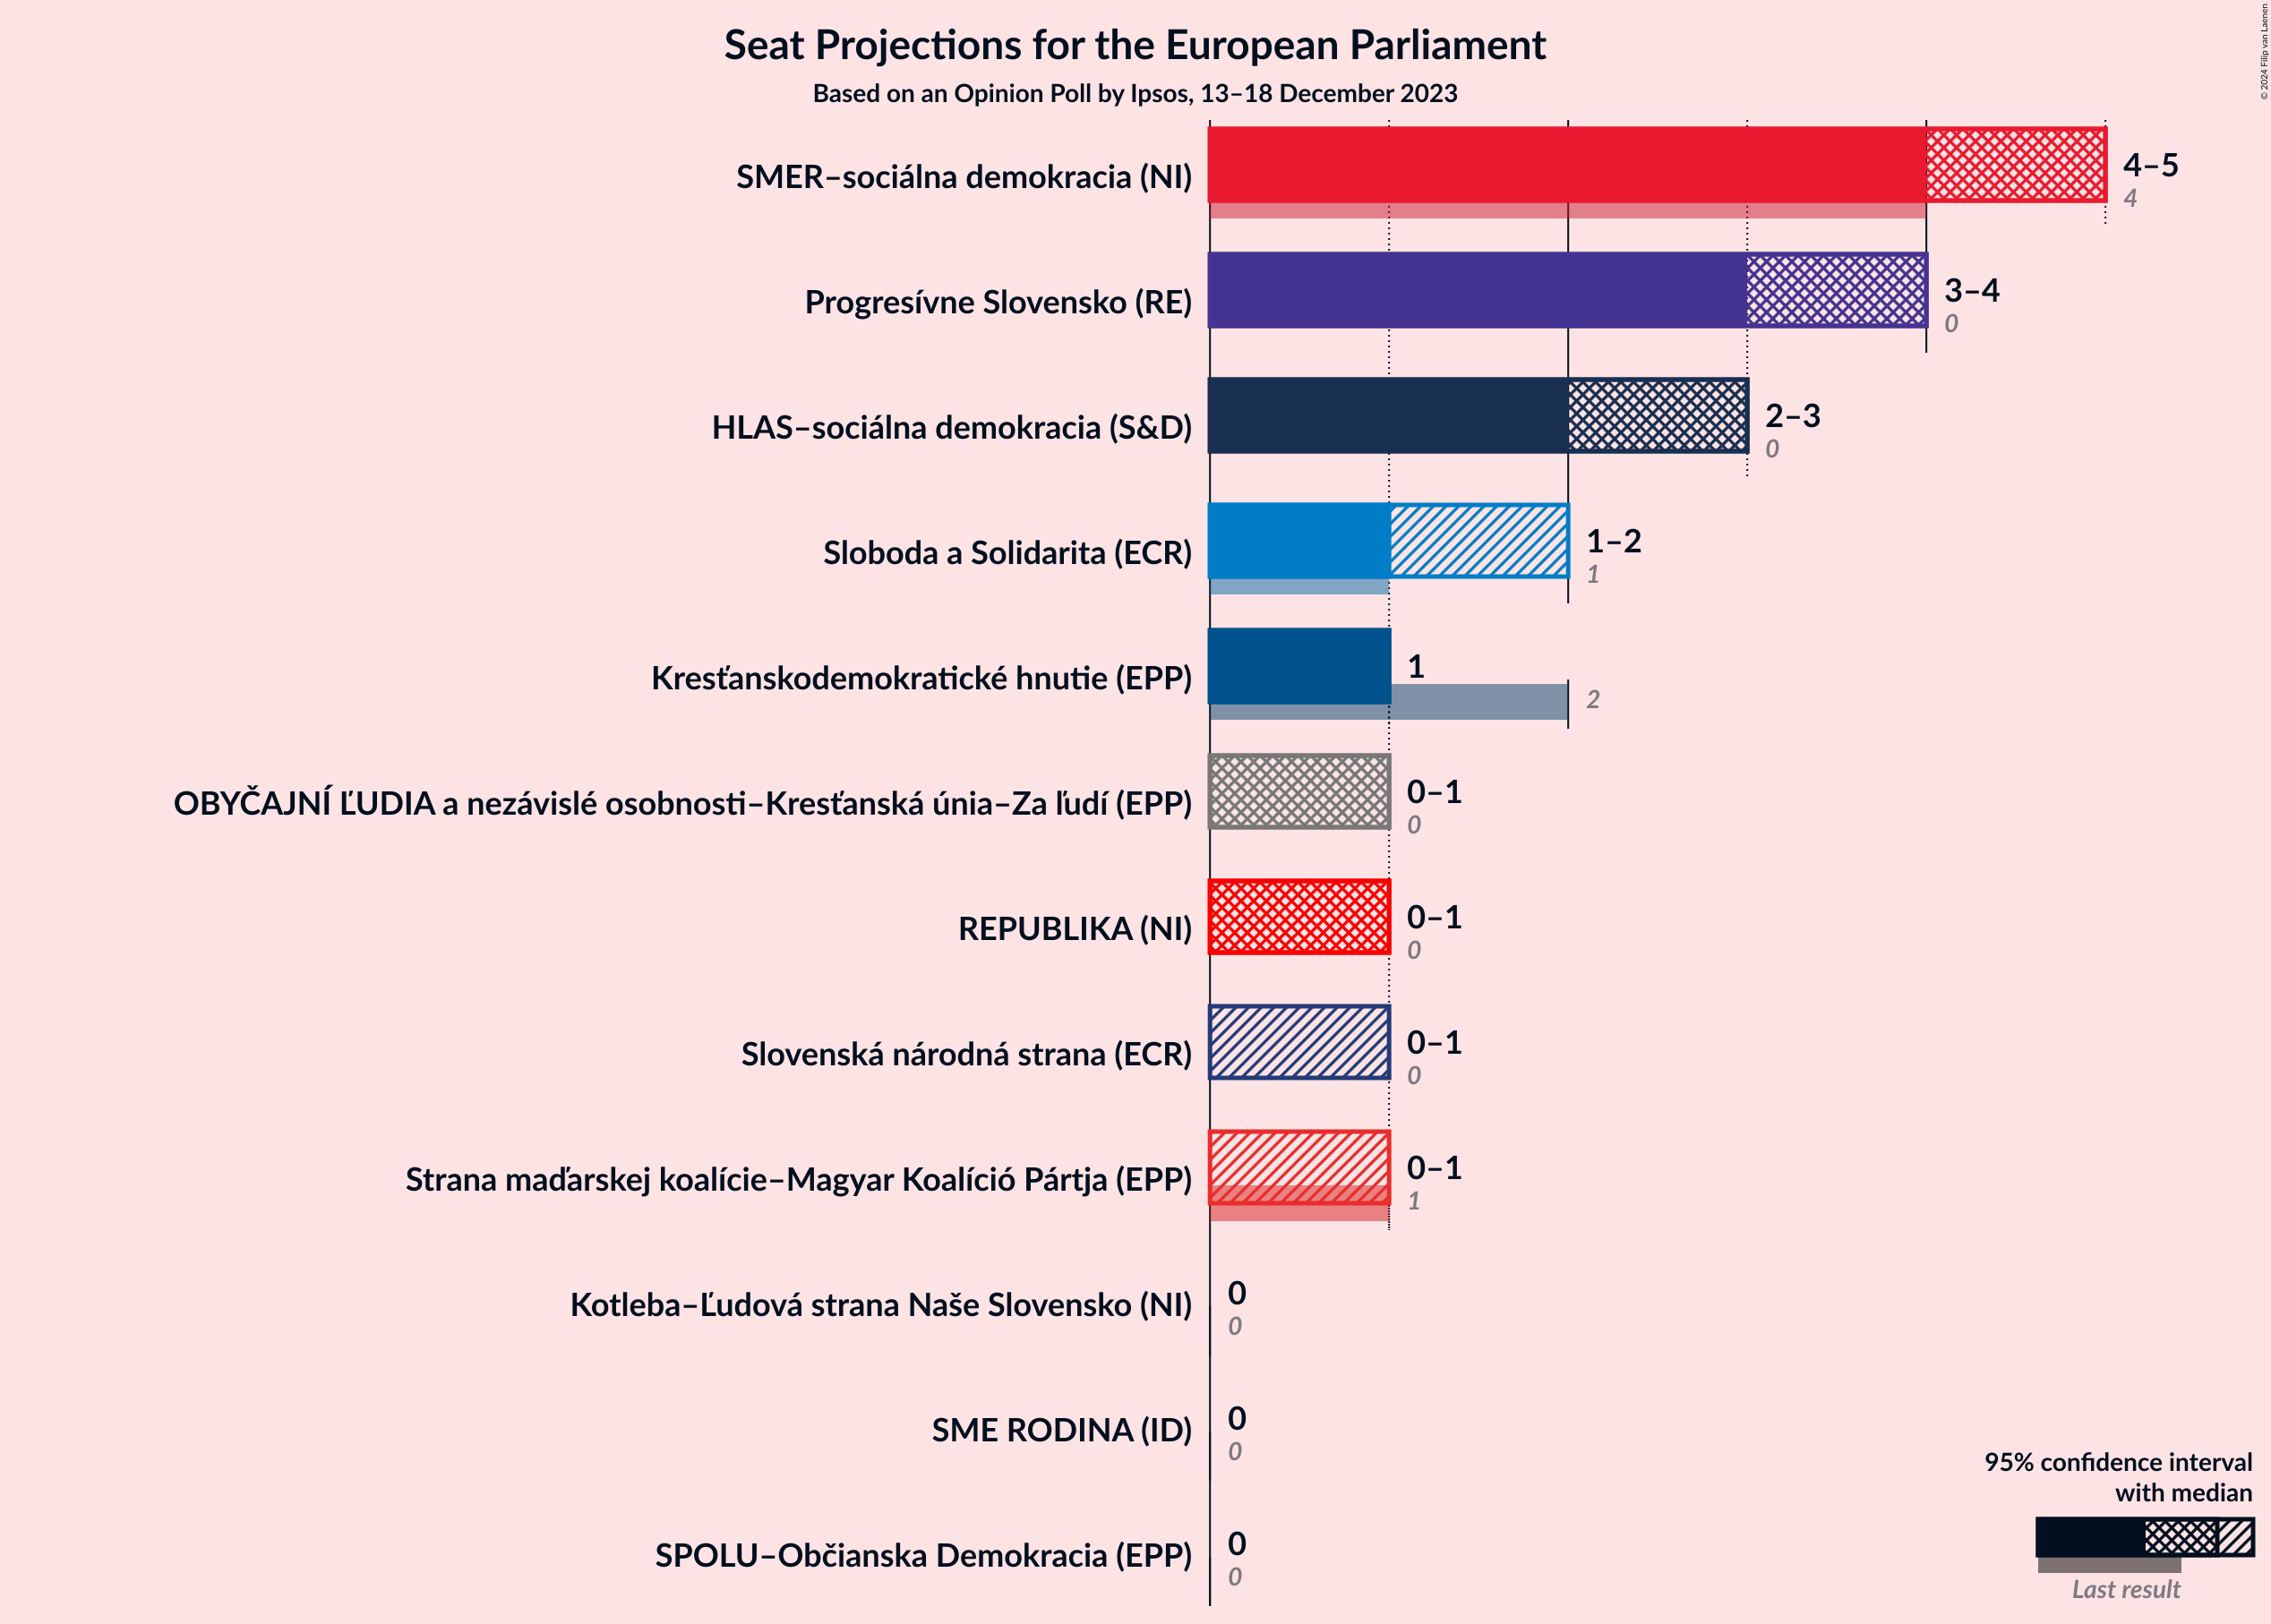 Seat Projections for the European Parliament
Based on an Opinion Poll by Ipsos, 13–18 December 2023
© 2024 Filip van Laenen
SMER–sociálna demokracia (NI)
4–5
4
Progresívne Slovensko (RE)
3–4
0
HLAS–sociálna demokracia (S&D)
2–3
0
Sloboda a Solidarita (ECR)
1–2
1
Kresťanskodemokratické hnutie (EPP)
1
2
OBYČAJNÍ ĽUDIA a nezávislé osobnosti–Kresťanská únia–Za ľudí (EPP)
0–1
0
REPUBLIKA (NI)
0–1
0
Slovenská národná strana (ECR)
0–1
0
Strana maďarskej koalície–Magyar Koalíció Pártja (EPP)
0–1
1
Kotleba–Ľudová strana Naše Slovensko (NI)
0
0
SME RODINA (ID)
0
0
SPOLU–Občianska Demokracia (EPP)
0
0
95% confidence interval
with median
Last result